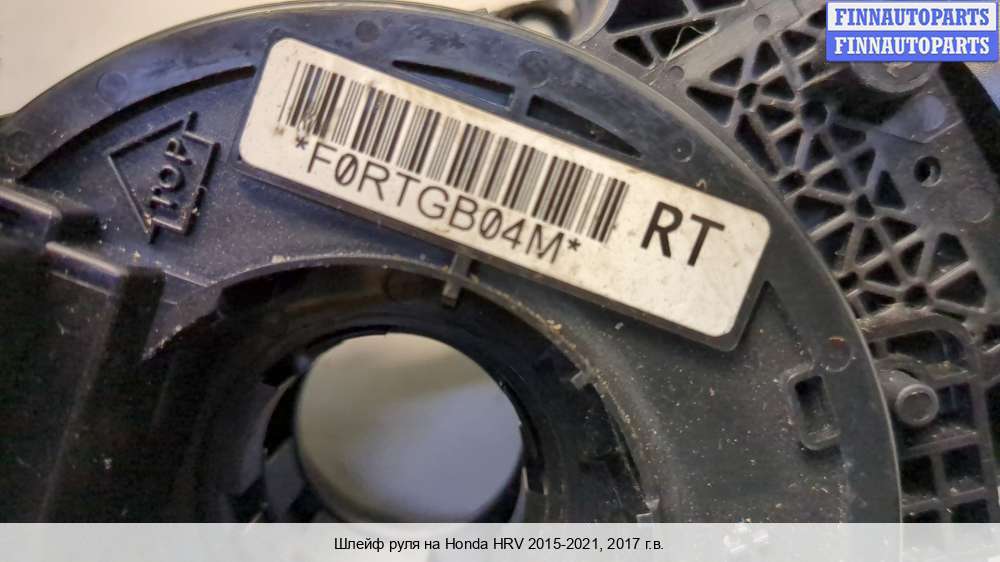 FINNAUTOPARTS
FINNAUTOPARTS
TOP
*F0RTGB04M*
RT
Шлейф руля на Honda HRV 2015-2021, 2017 г.в.